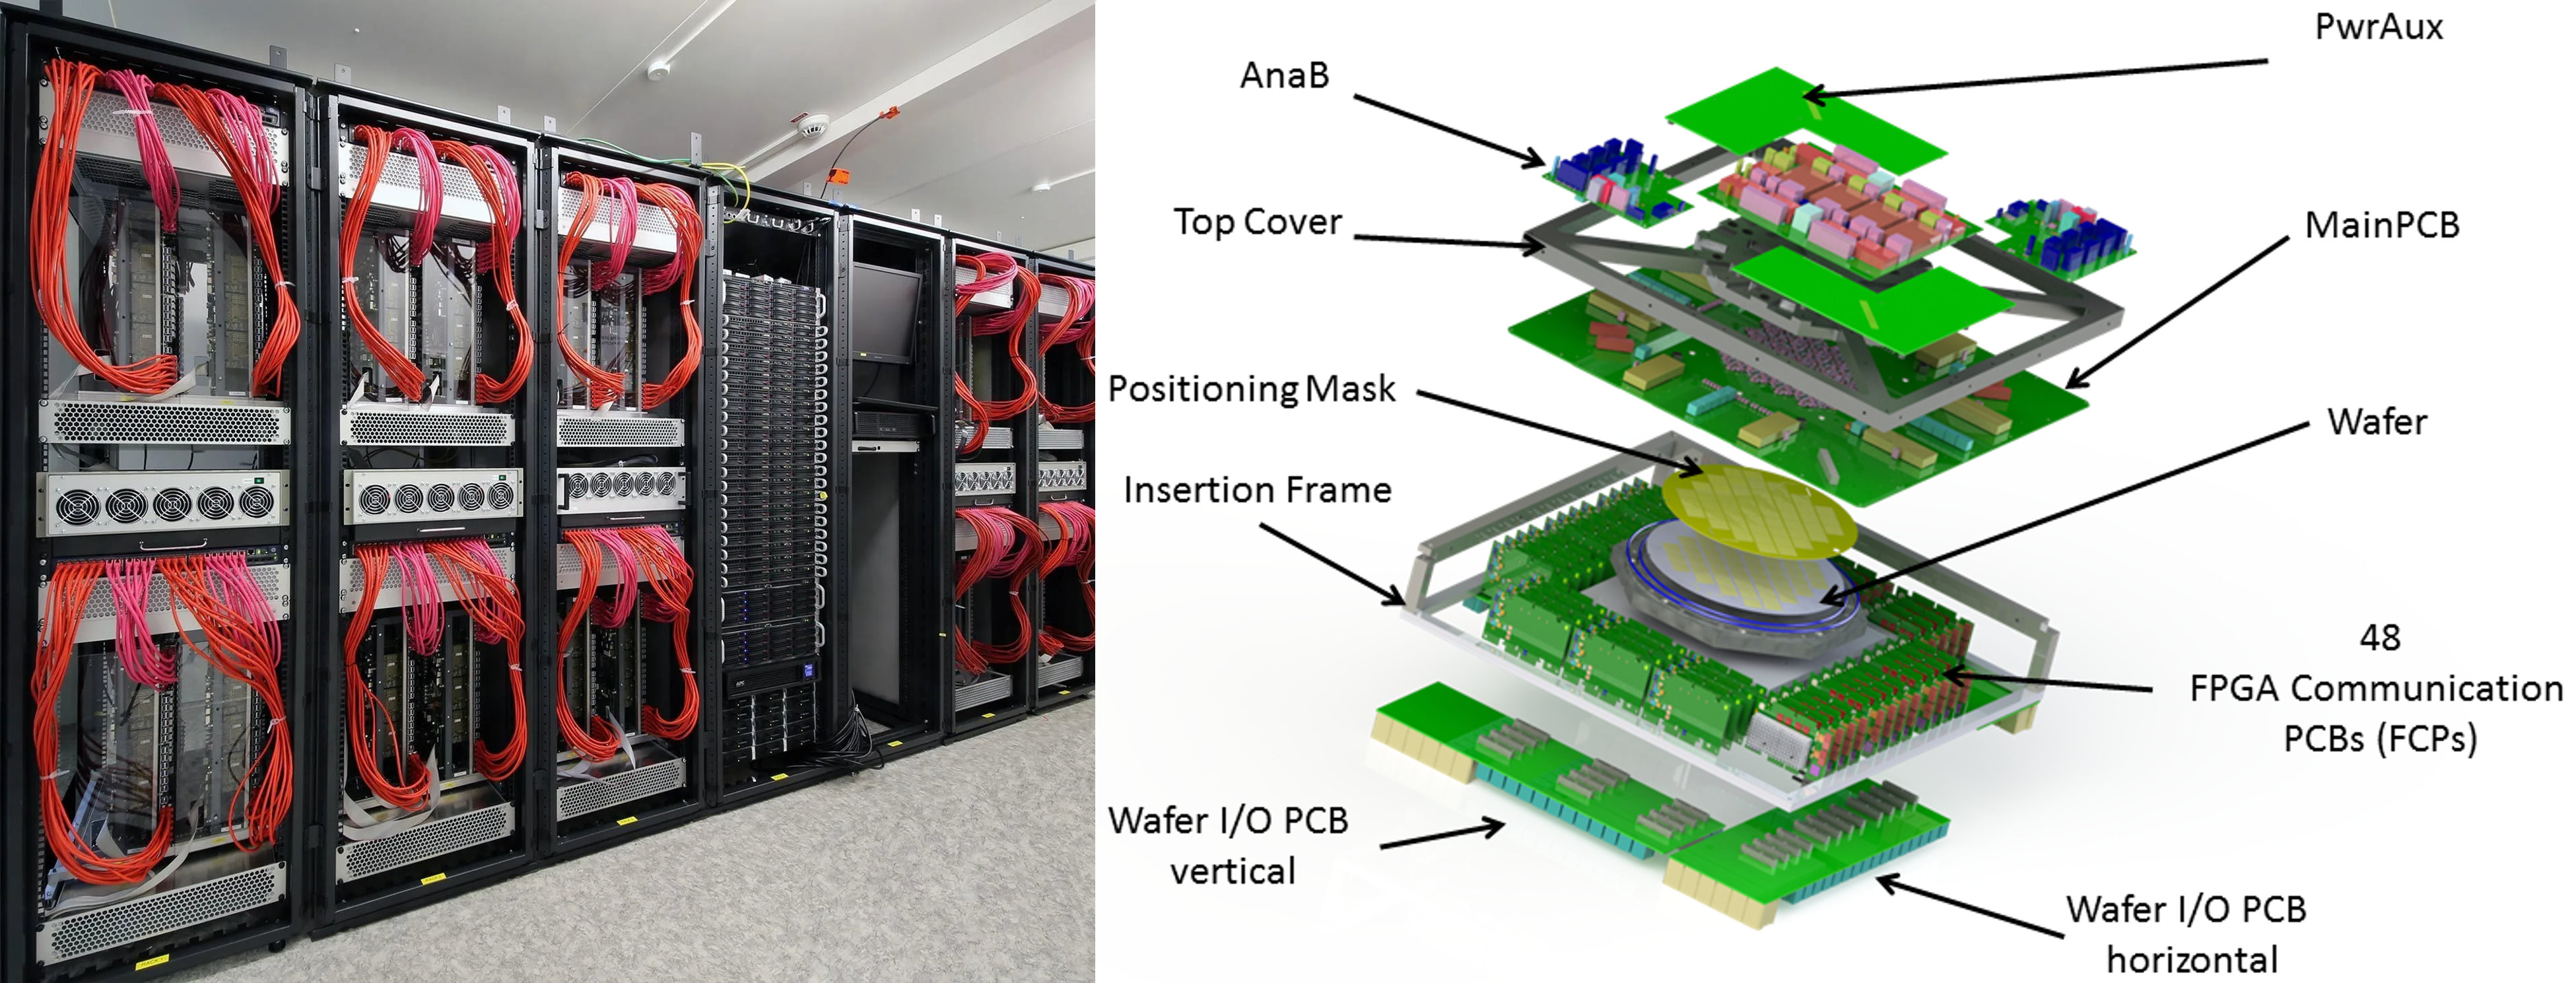 PwrAux
AnaB
Top Cover
MainPCB
Positioning Mask
Wafer
Insertion Frame
48
FPGA Communication
PCBs (FCPs)
Wafer I/O PCB
vertical
Wafer I/O PCB
horizontal